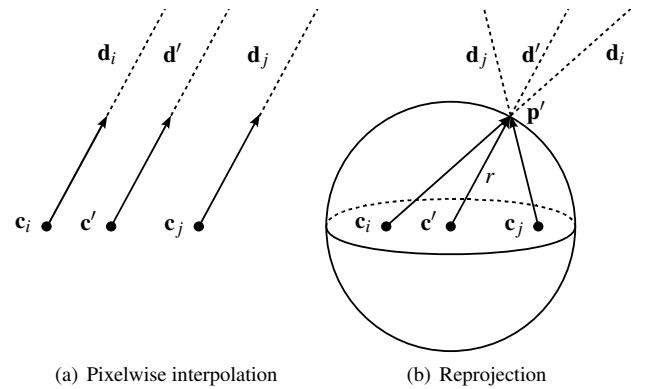 d_i d′ d_j
c_i c′ c_j
(a) Pixelwise interpolation
d_j d′ d_i
p′
r
c_i c′ c_j
(b) Reprojection